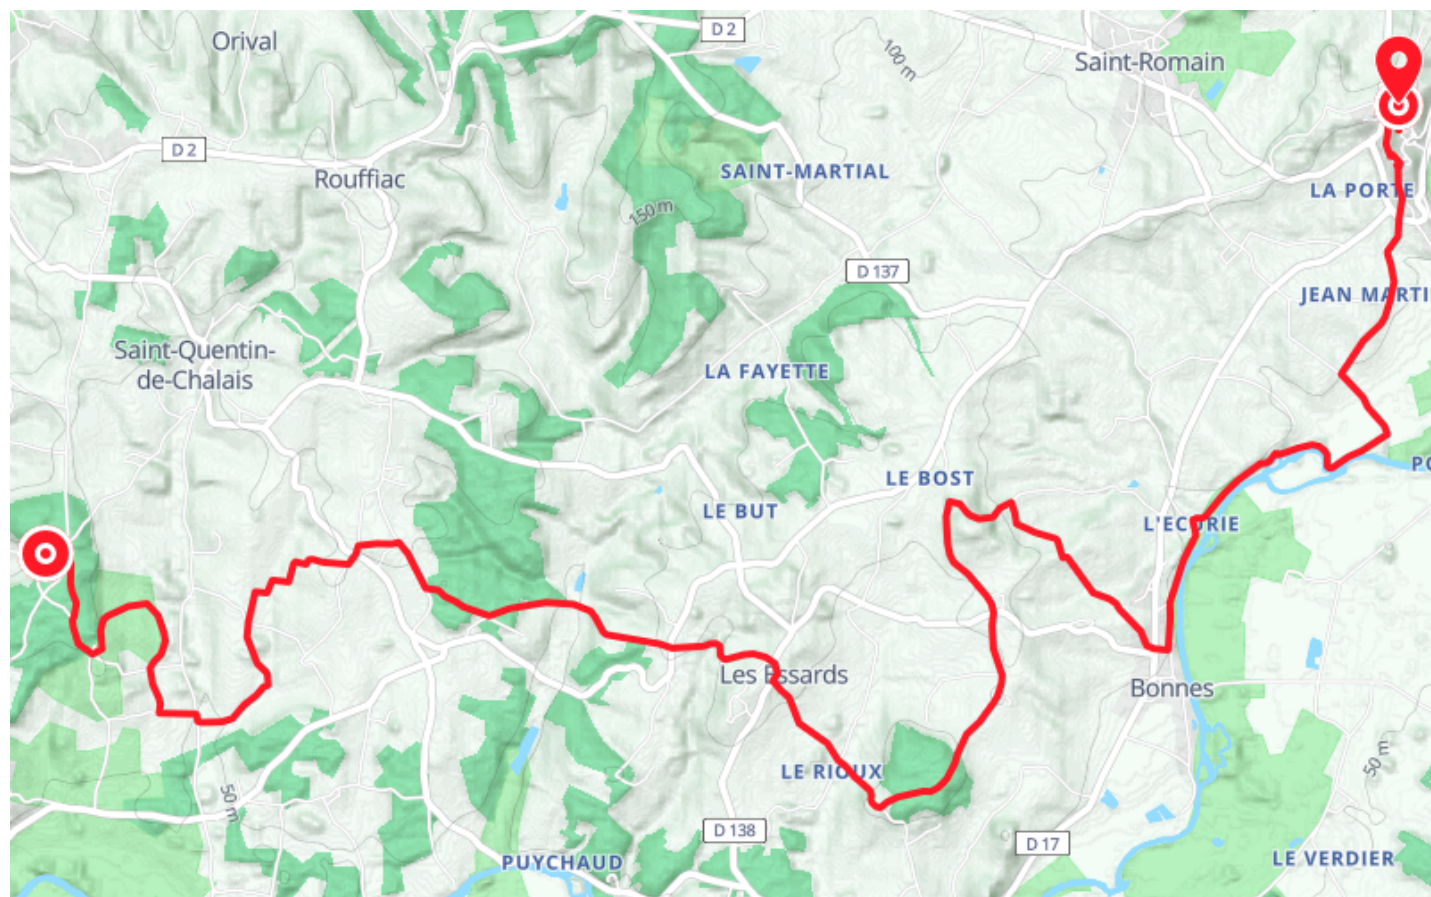 Orival
D 2
100 m
Saint-Romain
D 2
Rouffiac
SAINT-MARTIAL
LA PORTE
150 m
D 137
JEAN MARTI
Saint-Quentin-
de-Chalais
LA FAYETTE
LE BOST
PO
LE BUT
L'ECURIE
Les Essards
Bonnes
LE RIOUX
50 m
50 m
D 138
D 17
PUYCHAUD
LE VERDIER